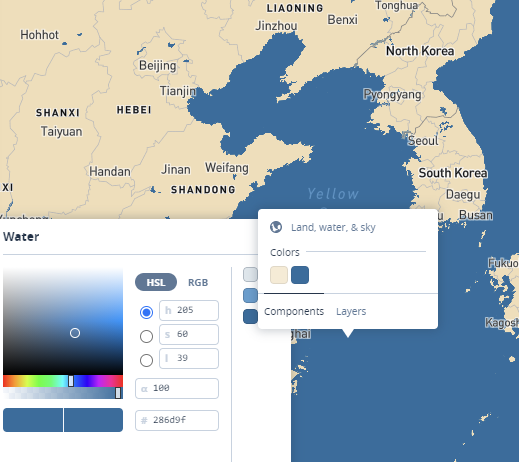 LIAONING
Tonghua
Jinzhou
Benxi
Hohhot
North Korea
Beijing
Tianjin
Pyongyang
SHANXI
HEBEI
Taiyuan
Seoul
Handan
Jinan
Weifang
South Korea
SHANDONG
XI
Yellow
Daegu
Busan
Water
Land, water, & sky
Colors
HSL
RGB
h 205
s 60
l 39
α 100
# 286d9f
Components
Layers
ghai
Fukuo
Kagosh